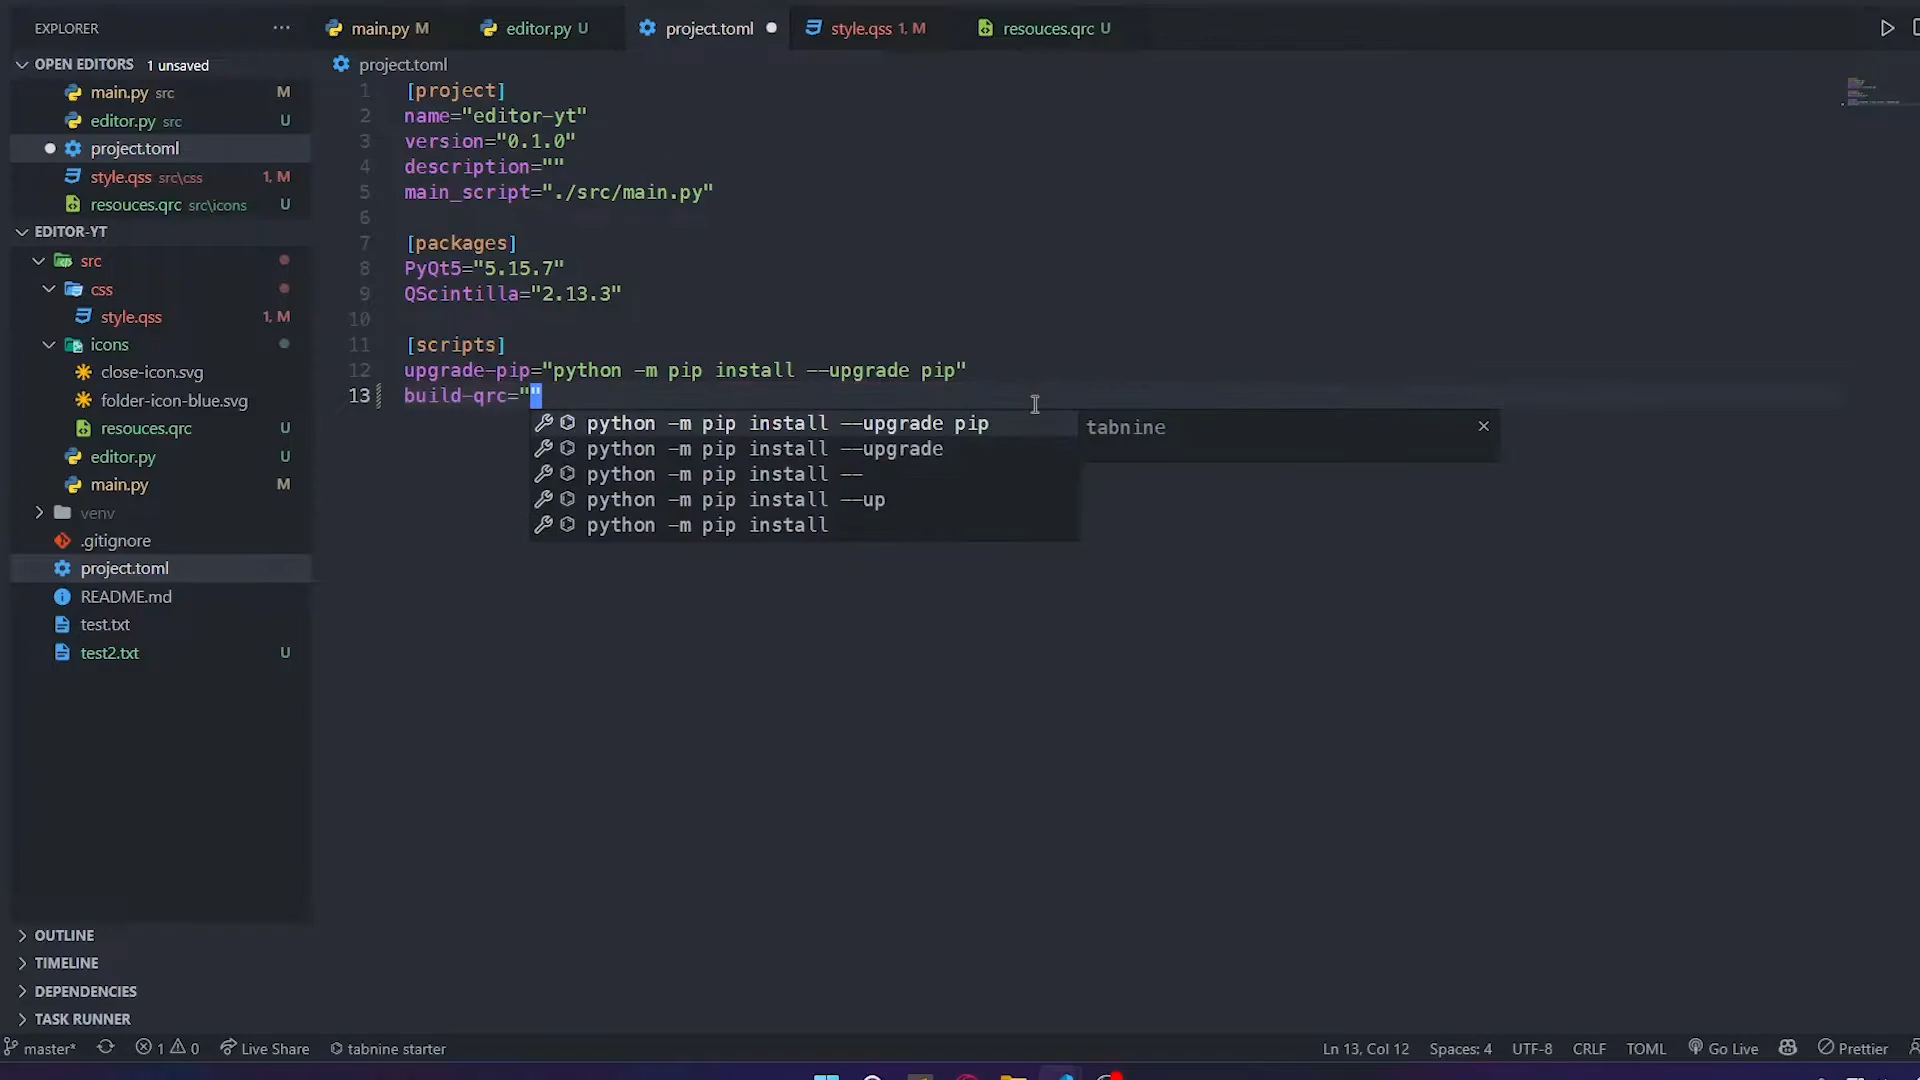 EXPLORER
OPEN EDITORS 1 unsaved
main.py src M
editor.py src U
project.toml
style.qss src\css 1, M
resouces.qrc src\icons U
EDITOR-YT
src
css
style.qss 1, M
icons
close-icon.svg
folder-icon-blue.svg
resouces.qrc U
editor.py U
main.py M
venv
.gitignore
project.toml
README.md
test.txt
test2.txt U
OUTLINE
TIMELINE
DEPENDENCIES
TASK RUNNER
main.py M
editor.py U
project.toml
style.qss 1, M
resouces.qrc U
project.toml
1 [project]
2 name="editor-yt"
3 version="0.1.0"
4 description=""
5 main_script="./src/main.py"
6
7 [packages]
8 PyQt5="5.15.7"
9 QScintilla="2.13.3"
10
11 [scripts]
12 upgrade-pip="python -m pip install --upgrade pip"
13 build-qrc=""
python -m pip install --upgrade pip
python -m pip install --upgrade
python -m pip install --
python -m pip install --up
python -m pip install
tabnine
master* 1 0 Live Share tabnine starter
Ln 13, Col 12 Spaces: 4 UTF-8 CRLF TOML Go Live Prettier